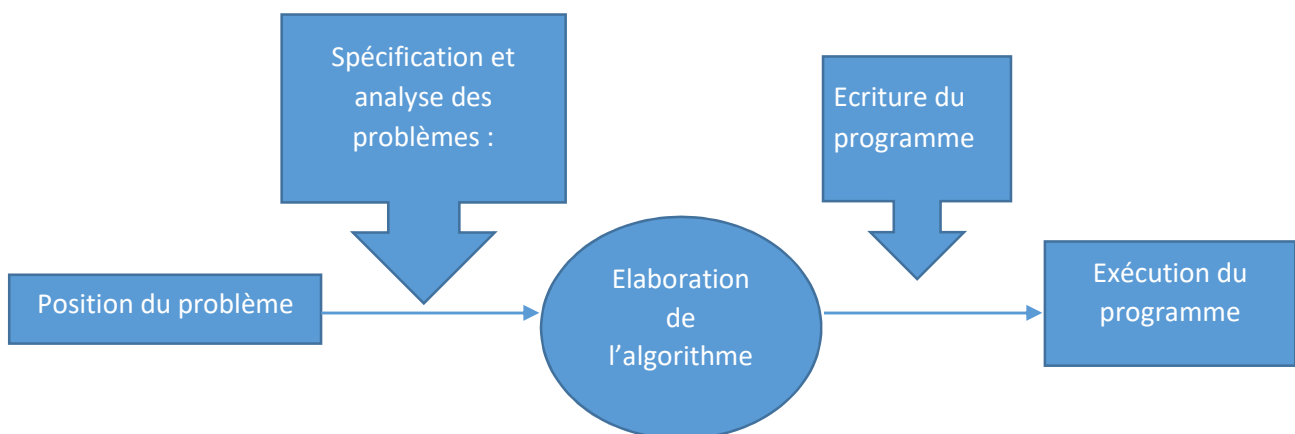 Position du problème
Spécification et
analyse des
problèmes :
Elaboration
de
l’algorithme
Ecriture du
programme
Exécution du
programme